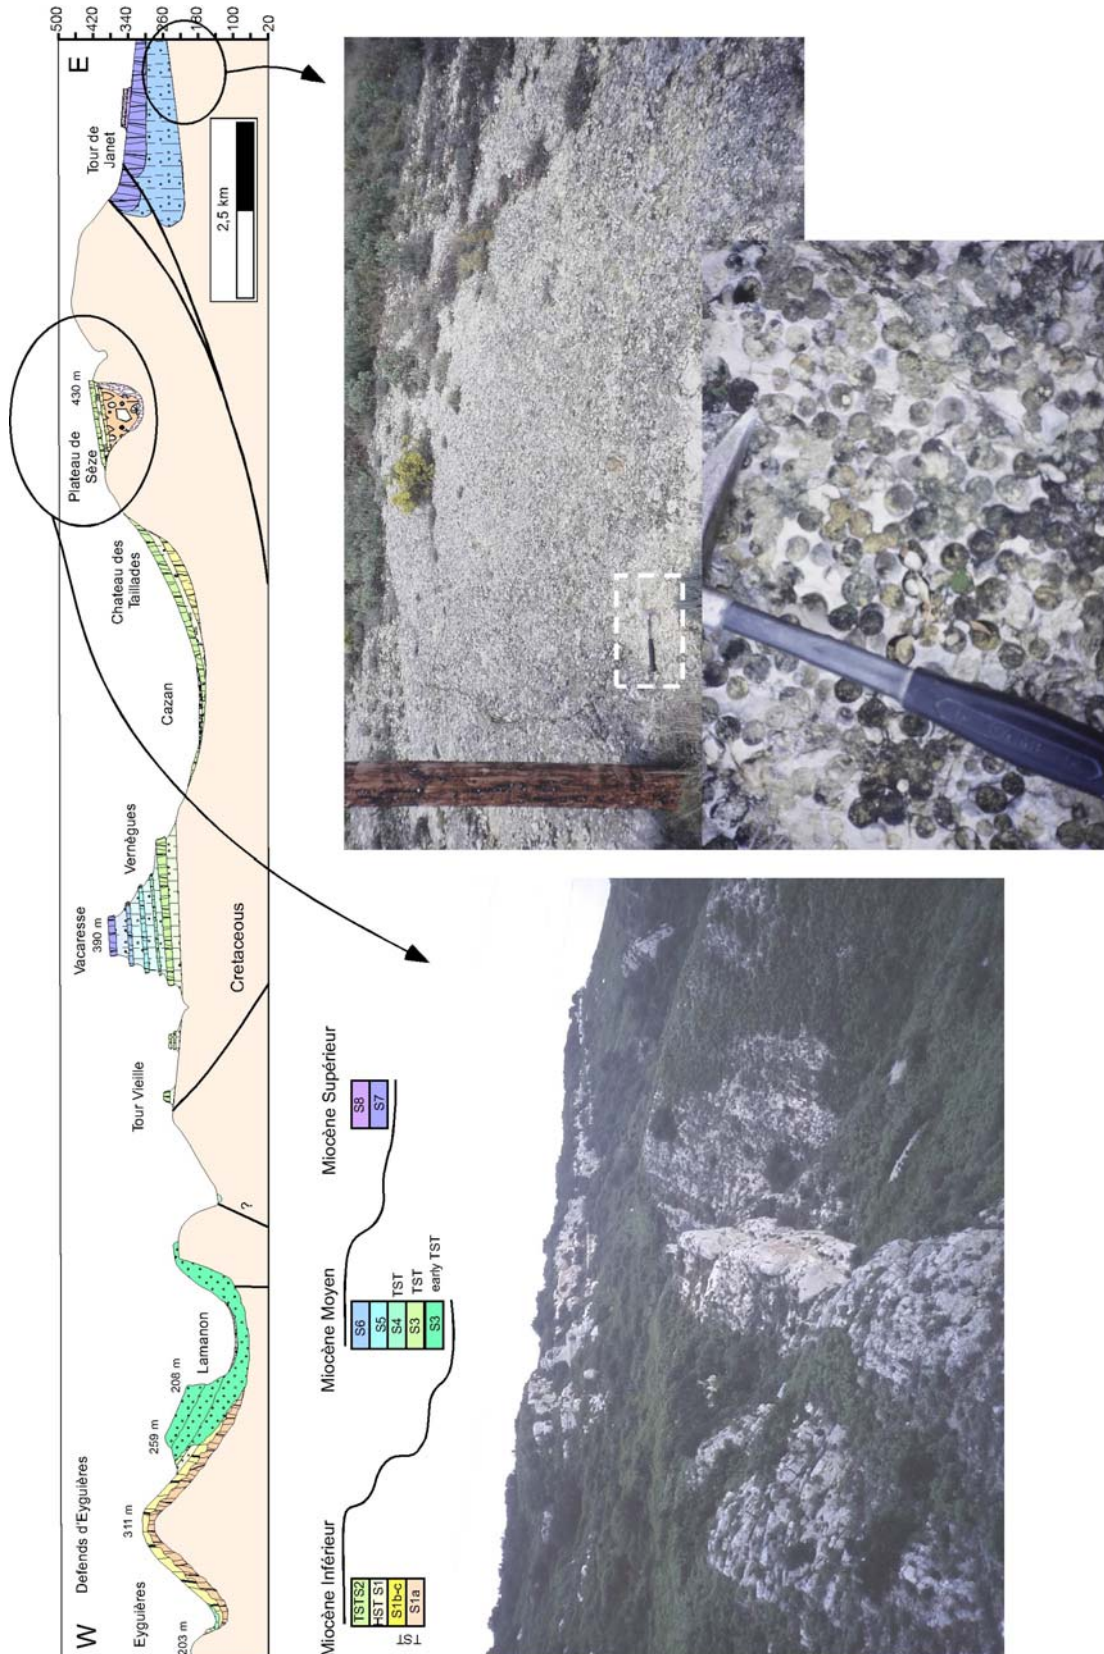 W
E
500
420
340
260
180
100
20
203 m
Eyguières
Defends d'Eyguières
311 m
259 m
208 m
Lamanon
?
Tour Vieille
Vacaresse
390 m
Vernègues
Cretaceous
Cazan
Chateau des
Taillades
Plateau de
Sèze
430 m
Tour de
Janet
2,5 km
Miocène Inférieur
TSTS2
HST S1
S1b-c
S1a
TST
Miocène Moyen
S6
S5
S4 TST
S3 TST
S3 early TST
Miocène Supérieur
S8
S7